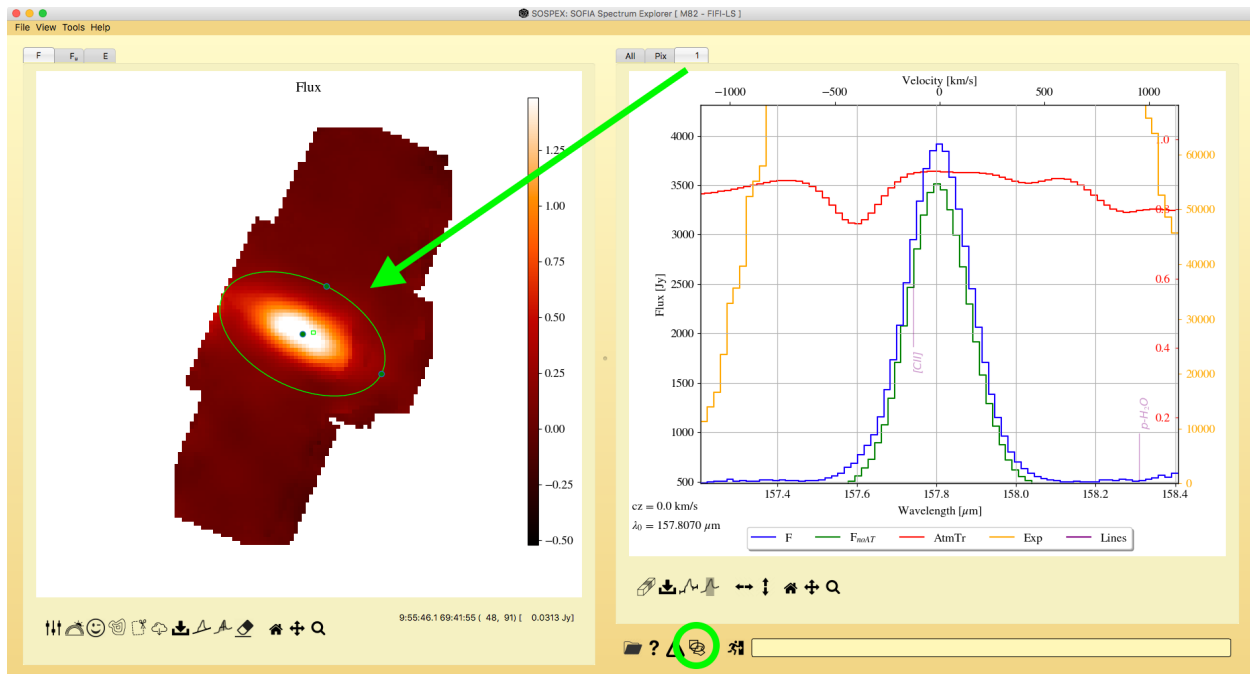 SOSPEX: SOFIA Spectrum Explorer [ M82 - FIFI-LS ]
File View Tools Help
F Fu E
Flux
1.25
1.00
0.75
0.50
0.25
0.00
−0.25
−0.50
9:55:46.1 69:41:55 ( 48, 91) [ 0.0313 Jy]
All Pix 1
Velocity [km/s]
−1000 −500 0 500 1000
4000
3500
3000
2500
2000
1500
1000
500
Flux [Jy]
1.0
0.8
0.6
0.4
0.2
60000
50000
40000
30000
20000
10000
0
[CII]
p-H₂O
157.4 157.6 157.8 158.0 158.2 158.4
Wavelength [μm]
cz = 0.0 km/s
λ₀ = 157.8070 μm
F FnoAT AtmTr Exp Lines